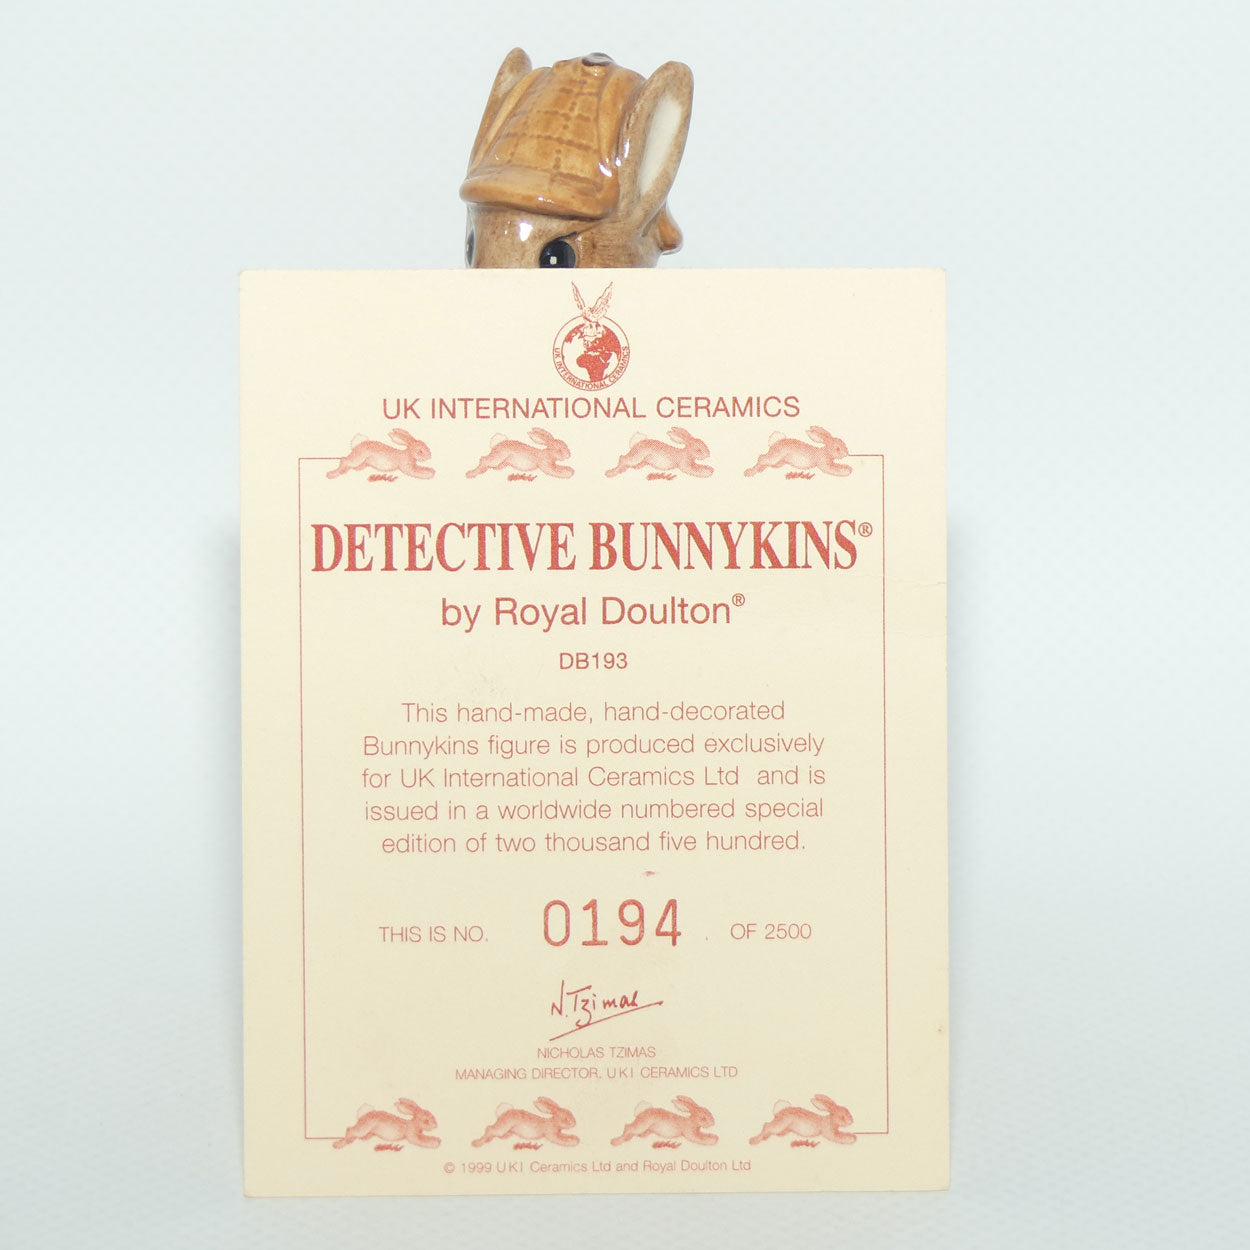 UK INTERNATIONAL CERAMICS
UK INTERNATIONAL CERAMICS
DETECTIVE BUNNYKINS®
by Royal Doulton®
DB193
This hand-made, hand-decorated
Bunnykins figure is produced exclusively
for UK International Ceramics Ltd and is
issued in a worldwide numbered special
edition of two thousand five hundred.
THIS IS NO. 0194 OF 2500
N. Tzimas
NICHOLAS TZIMAS
MANAGING DIRECTOR, UKI CERAMICS LTD
© 1999 UKI Ceramics Ltd and Royal Doulton Ltd